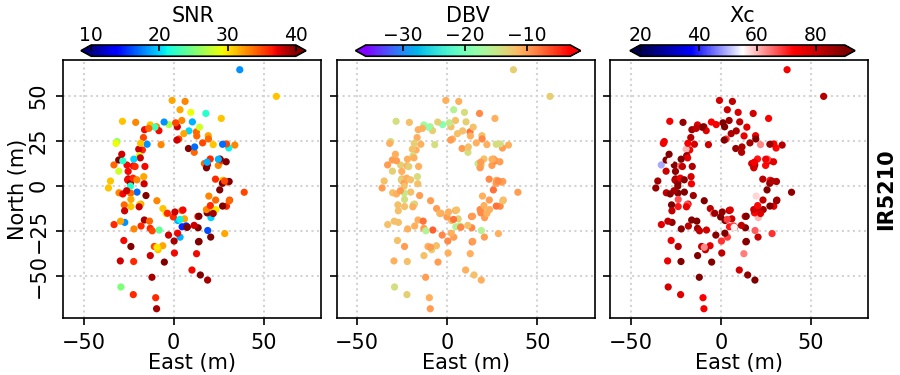 SNR
10 20 30 40
DBV
−30 −20 −10
Xc
20 40 60 80
North (m)
50
25
0
−25
−50
−50 0 50
East (m)
−50 0 50
East (m)
−50 0 50
East (m)
IR5210